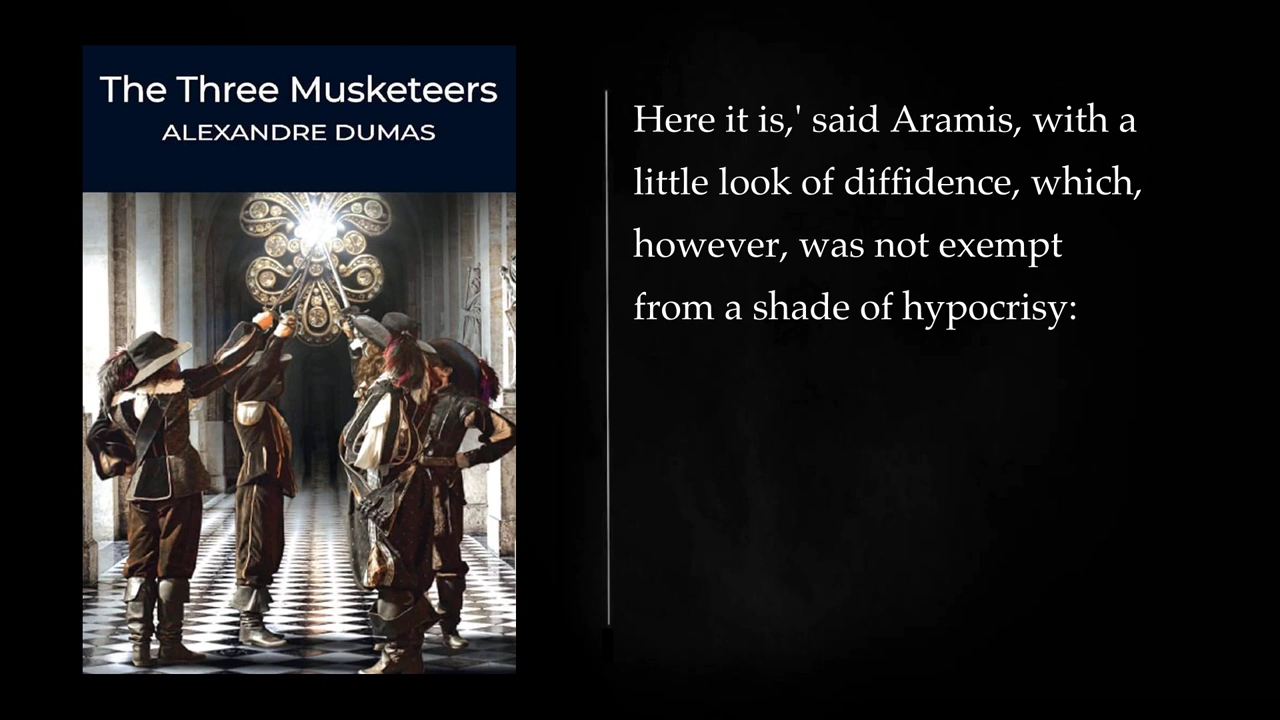 The Three Musketeers
ALEXANDRE DUMAS
Here it is,' said Aramis, with a
little look of diffidence, which,
however, was not exempt
from a shade of hypocrisy: